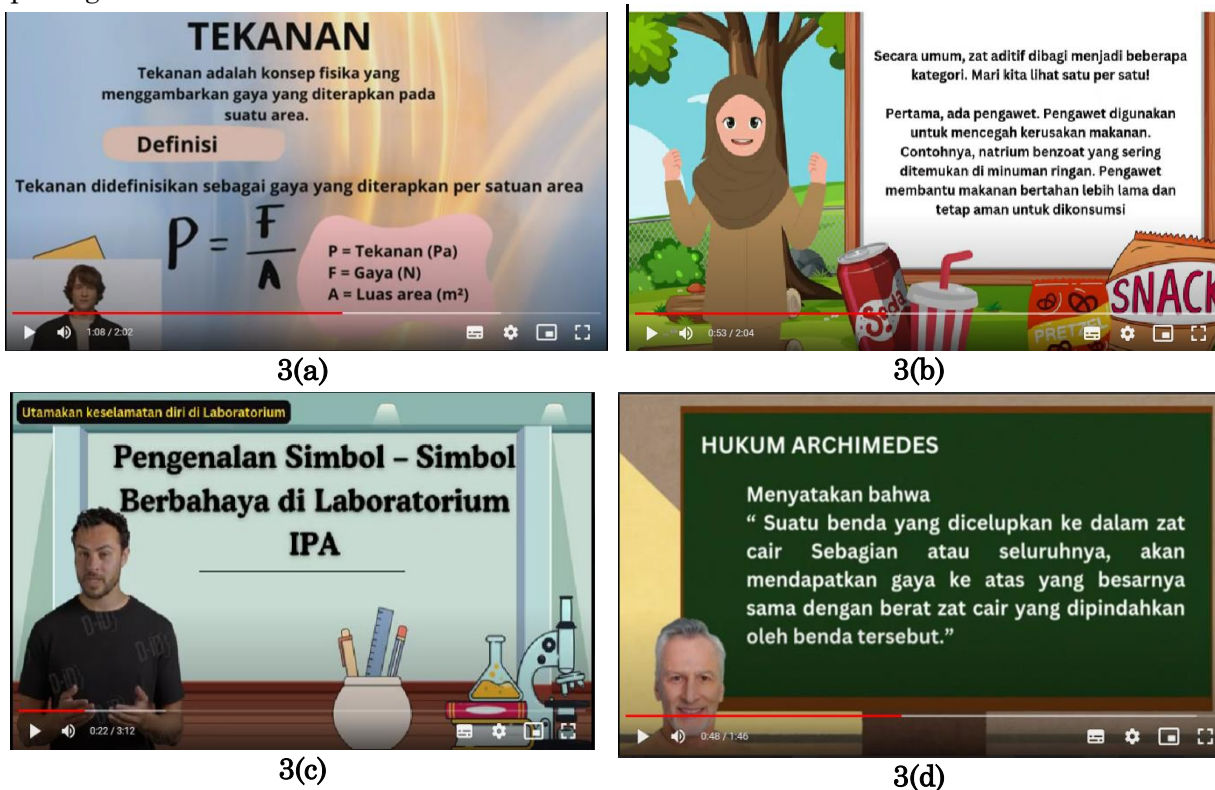 TEKANAN
Tekanan adalah konsep fisika yang
menggambarkan gaya yang diterapkan pada
suatu area.
Definisi
Tekanan didefinisikan sebagai gaya yang diterapkan per satuan area
P = F
A
P = Tekanan (Pa)
F = Gaya (N)
A = Luas area (m²)
1:08 / 2:02
3(a)
Secara umum, zat aditif dibagi menjadi beberapa
kategori. Mari kita lihat satu per satu!
Pertama, ada pengawet. Pengawet digunakan
untuk mencegah kerusakan makanan.
Contohnya, natrium benzoat yang sering
ditemukan di minuman ringan. Pengawet
membantu makanan bertahan lebih lama dan
tetap aman untuk dikonsumsi
Soda
SNACK
PRETZEL
0:53 / 2:04
3(b)
Utamakan keselamatan diri di Laboratorium
Pengenalan Simbol – Simbol
Berbahaya di Laboratorium
IPA
0:22 / 3:12
3(c)
HUKUM ARCHIMEDES
Menyatakan bahwa
“ Suatu benda yang dicelupkan ke dalam zat
cair Sebagian atau seluruhnya, akan
mendapatkan gaya ke atas yang besarnya
sama dengan berat zat cair yang dipindahkan
oleh benda tersebut.”
0:48 / 1:46
3(d)